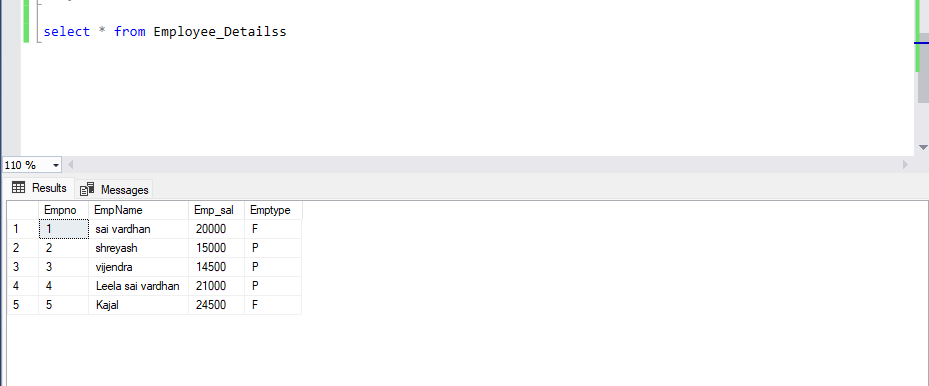 select * from Employee_Detailss
110 %
Results Messages
Empno EmpName Emp_sal Emptype
1 1 sai vardhan 20000 F
2 2 shreyash 15000 P
3 3 vijendra 14500 P
4 4 Leela sai vardhan 21000 P
5 5 Kajal 24500 F